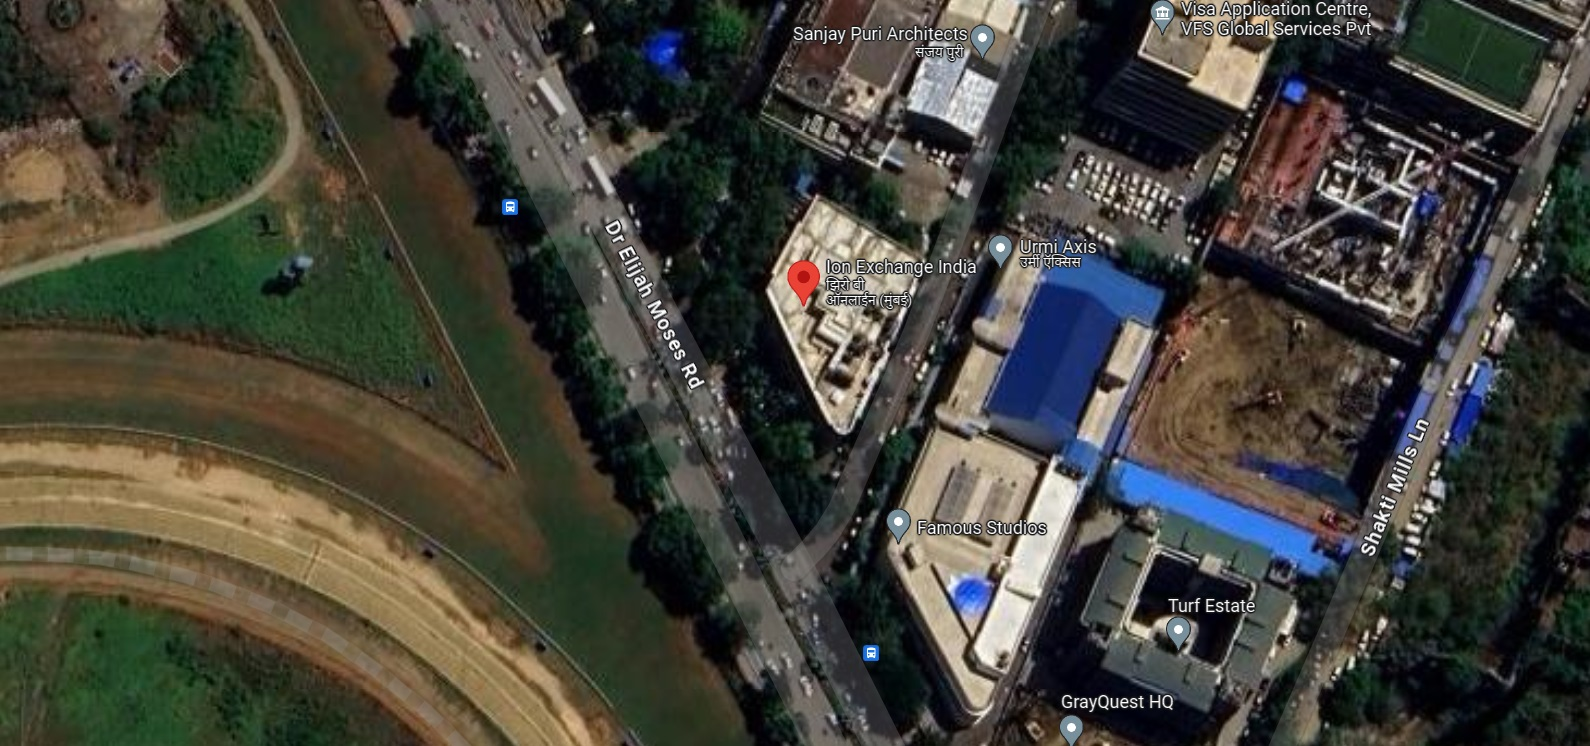 Visa Application Centre,
VFS Global Services Pvt
Sanjay Puri Architects
संजय पुरी
Dr Elijah Moses Rd
Urmi Axis
उर्मी ऍक्सिस
Ion Exchange India
झिरो बी
ऑनलाईन (मुंबई)
Shakti Mills Ln
Famous Studios
Turf Estate
GrayQuest HQ